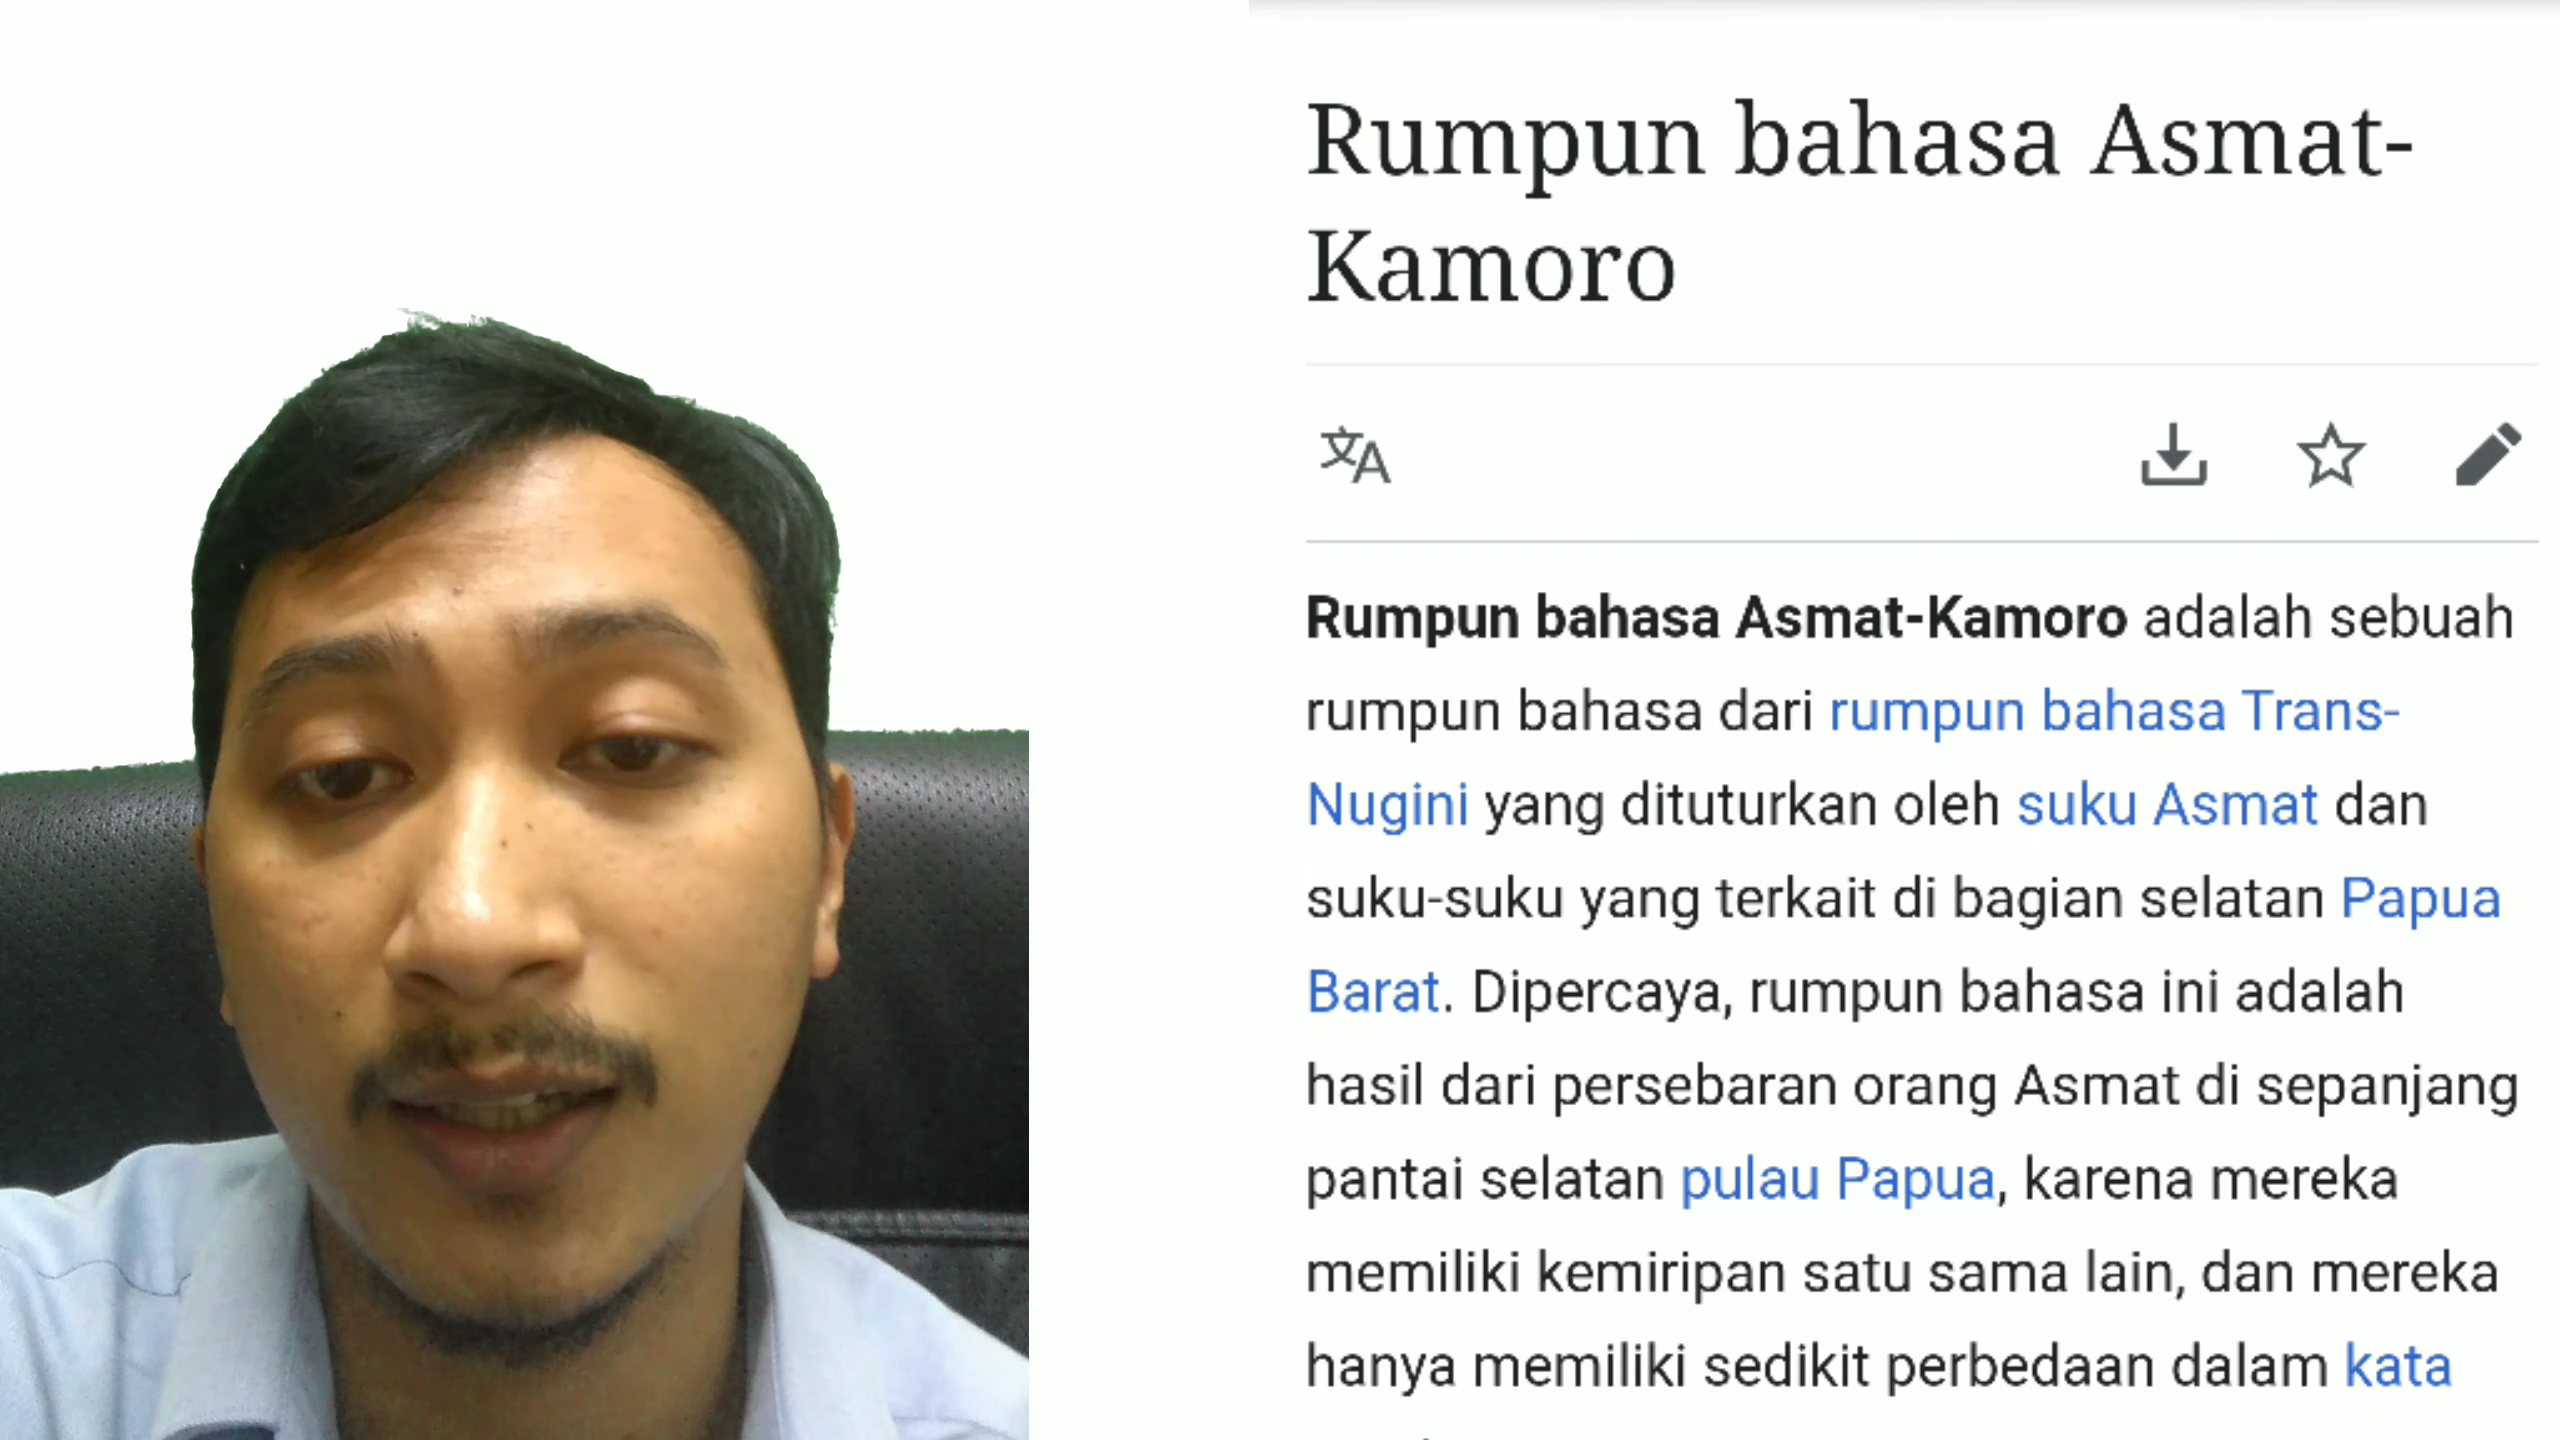 Rumpun bahasa Asmat-
Kamoro
Rumpun bahasa Asmat-Kamoro adalah sebuah
rumpun bahasa dari rumpun bahasa Trans-
Nugini yang dituturkan oleh suku Asmat dan
suku-suku yang terkait di bagian selatan Papua
Barat. Dipercaya, rumpun bahasa ini adalah
hasil dari persebaran orang Asmat di sepanjang
pantai selatan pulau Papua, karena mereka
memiliki kemiripan satu sama lain, dan mereka
hanya memiliki sedikit perbedaan dalam kata